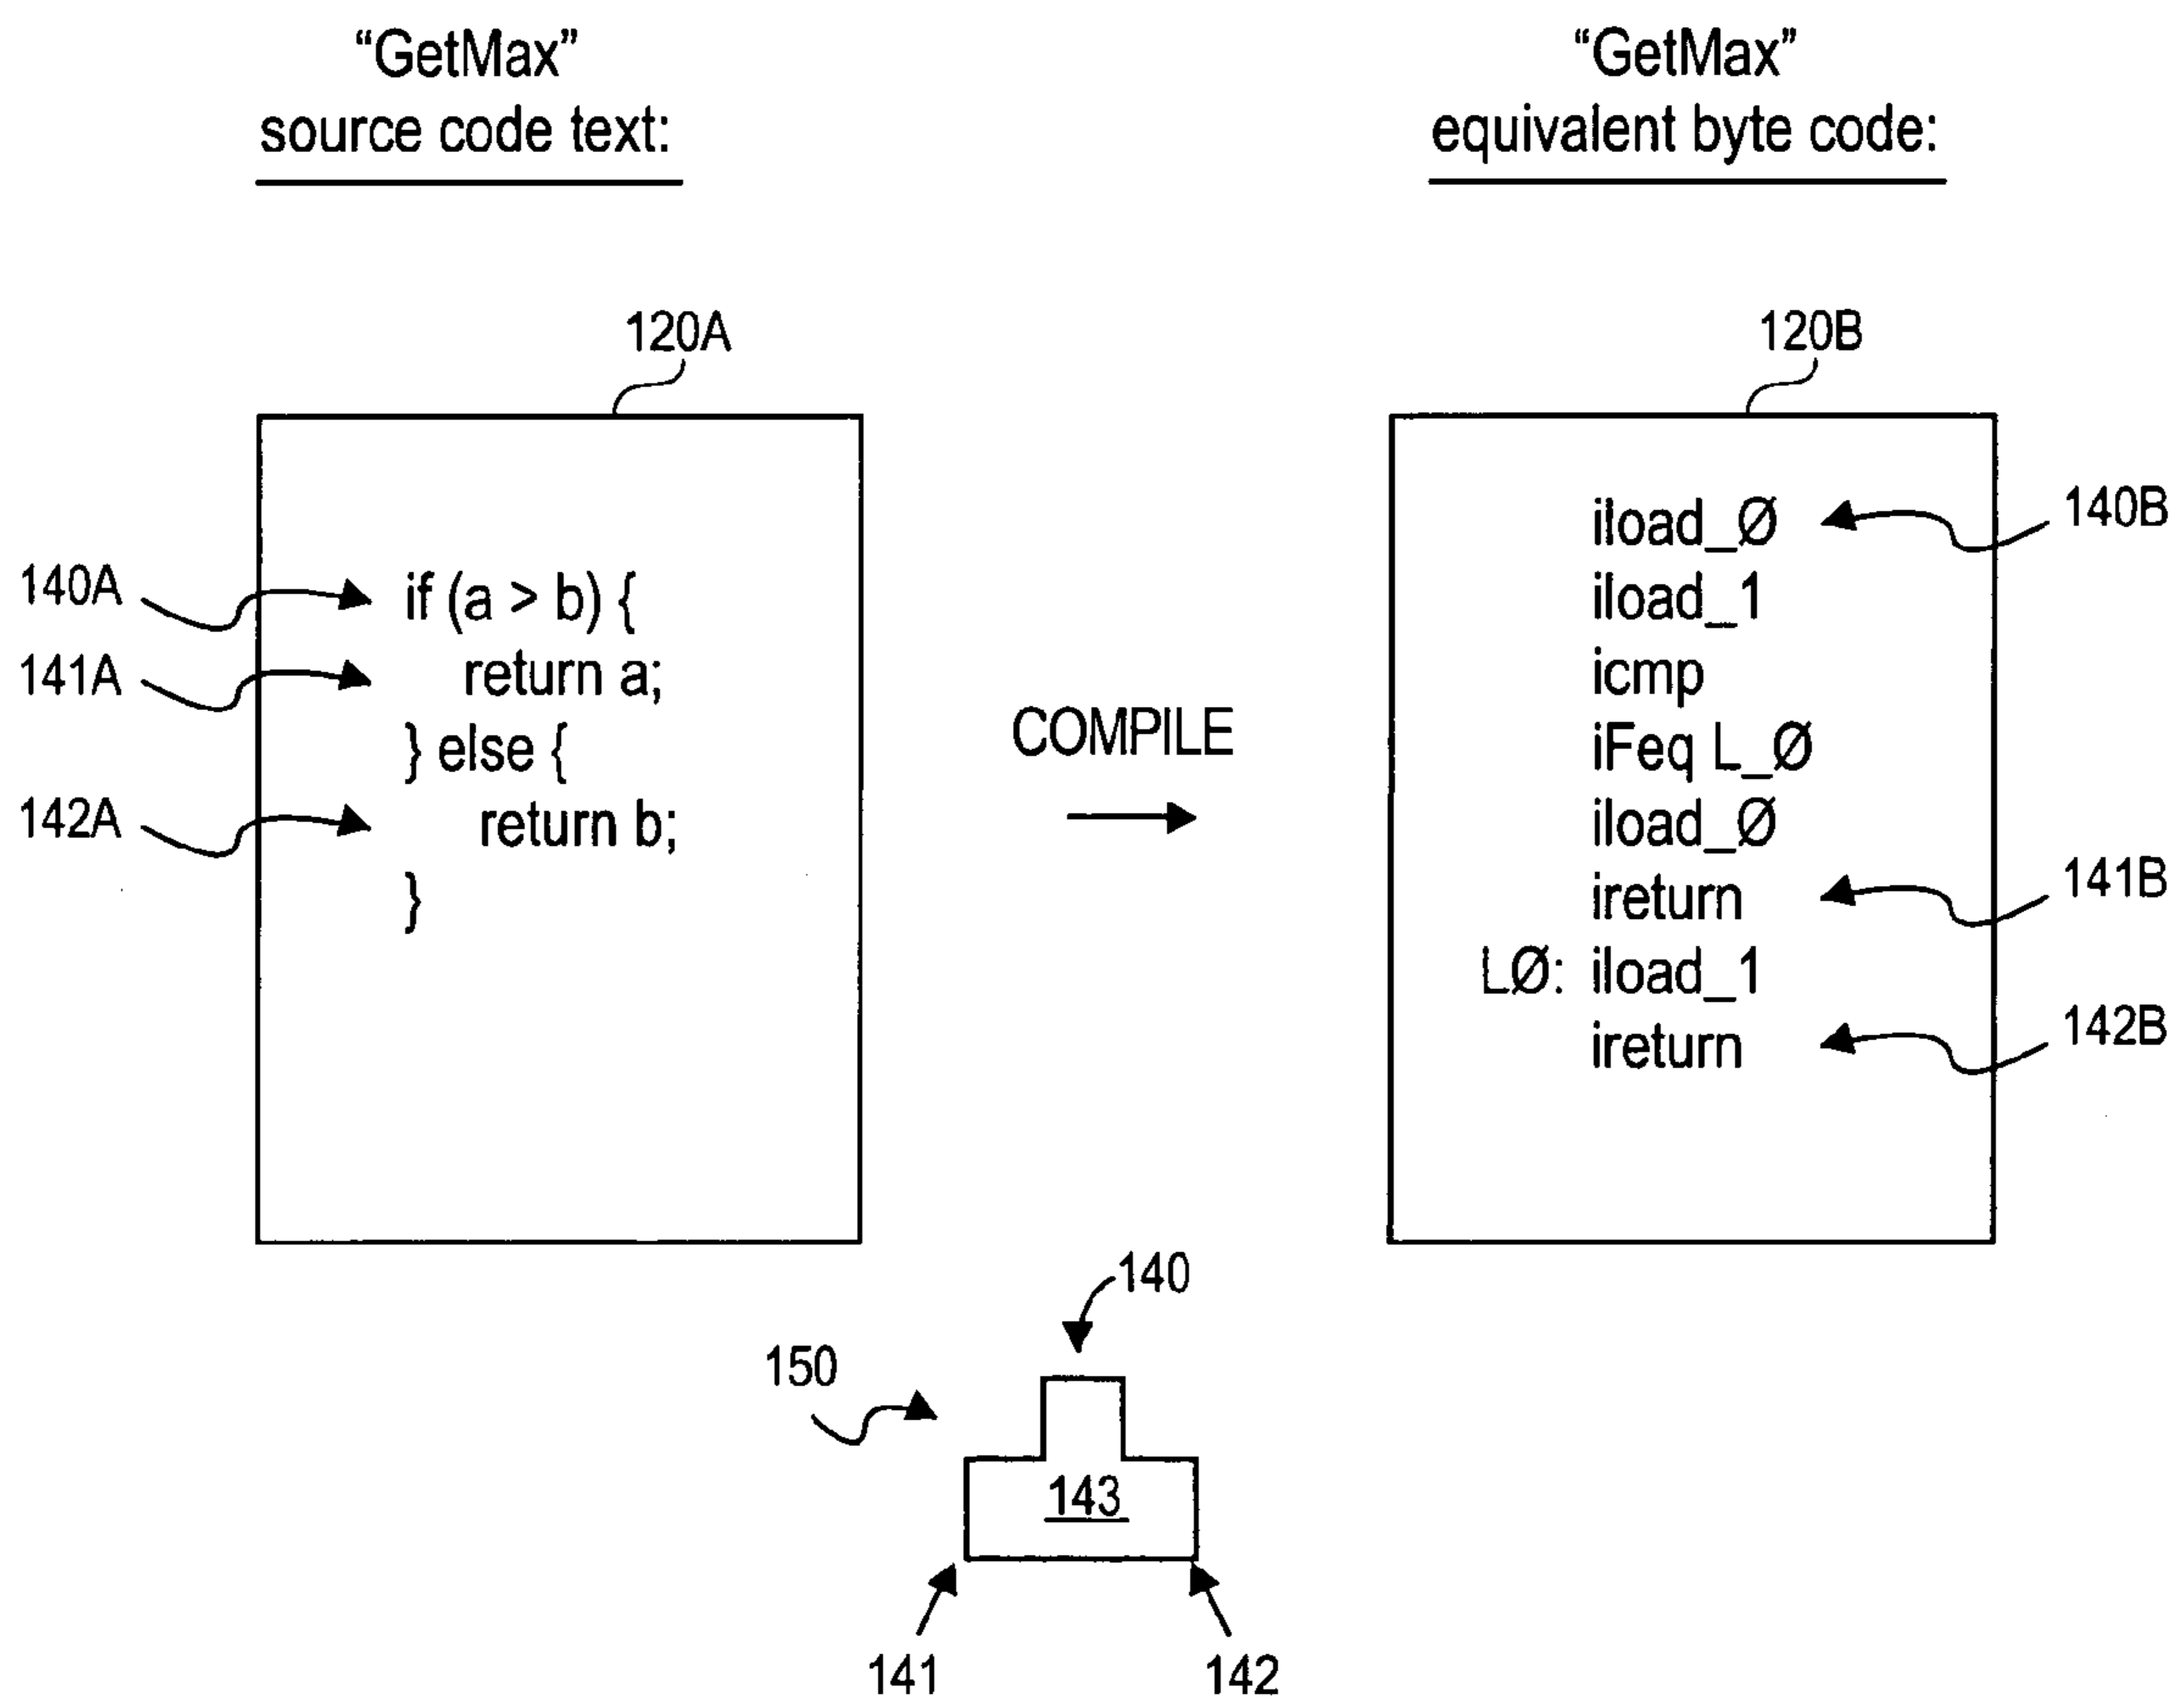 “GetMax”
source code text:
“GetMax”
equivalent byte code:
120A
120B
140A
if (a > b) {
141A
return a;
} else {
142A
return b;
}
COMPILE
iload_Ø
140B
iload_1
icmp
iFeq L_Ø
iload_Ø
ireturn
141B
LØ: iload_1
ireturn
142B
140
150
143
141
142